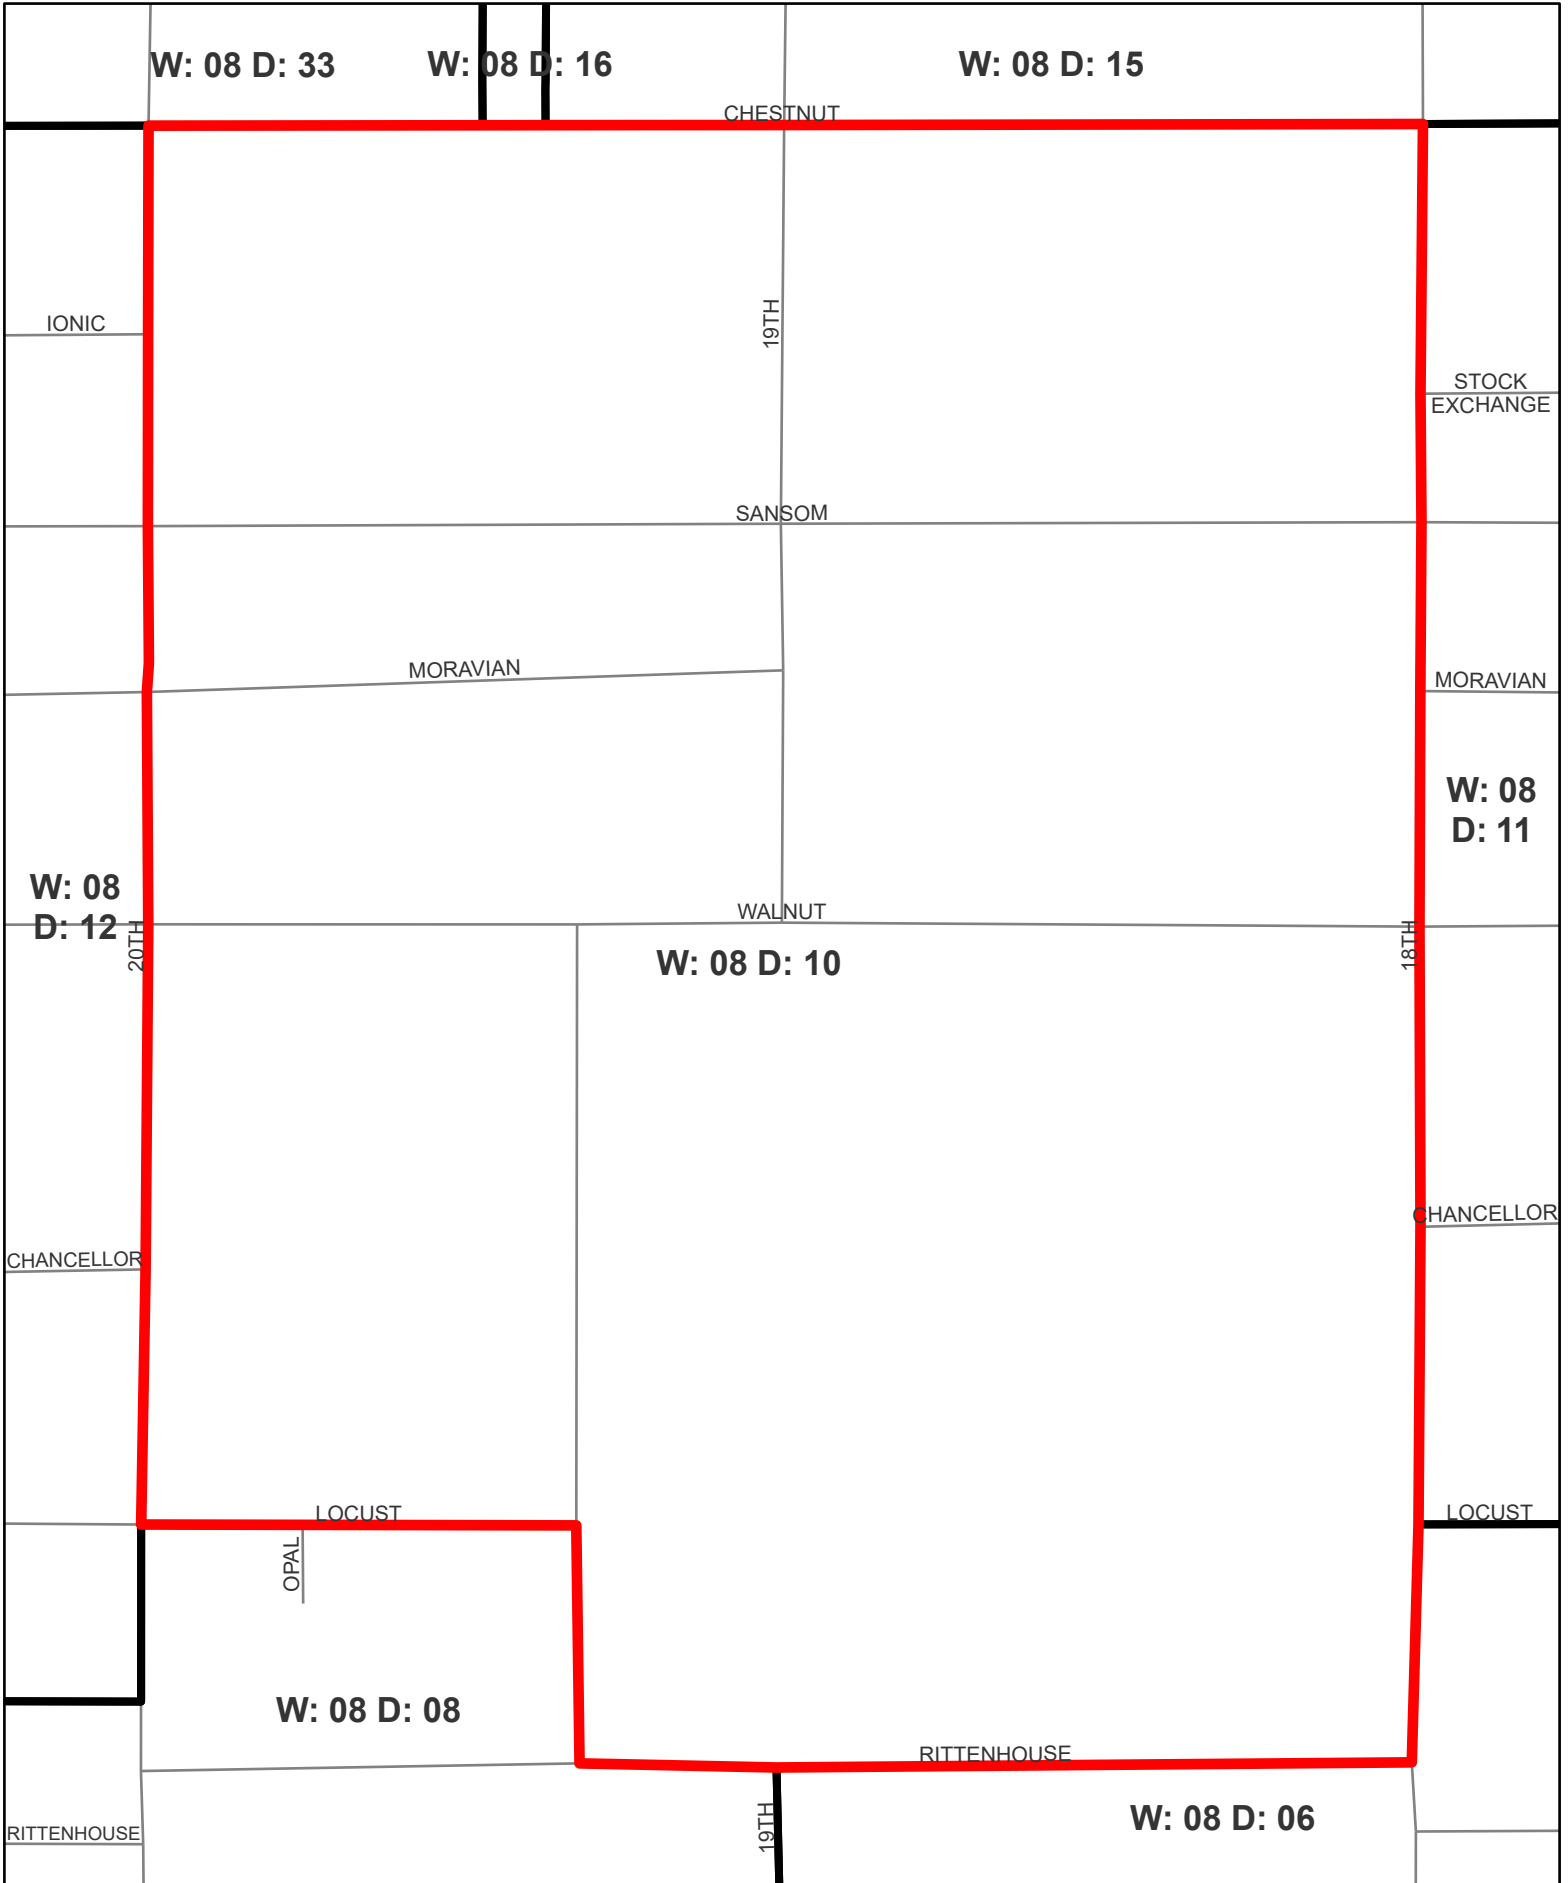 W: 08 D: 33
W: 08 D: 16
W: 08 D: 15
CHESTNUT
IONIC
19TH
STOCK
EXCHANGE
SANSOM
MORAVIAN
MORAVIAN
W: 08
D: 11
W: 08
D: 12
20TH
WALNUT
W: 08 D: 10
18TH
CHANCELLOR
CHANCELLOR
LOCUST
LOCUST
OPAL
W: 08 D: 08
RITTENHOUSE
19TH
W: 08 D: 06
RITTENHOUSE